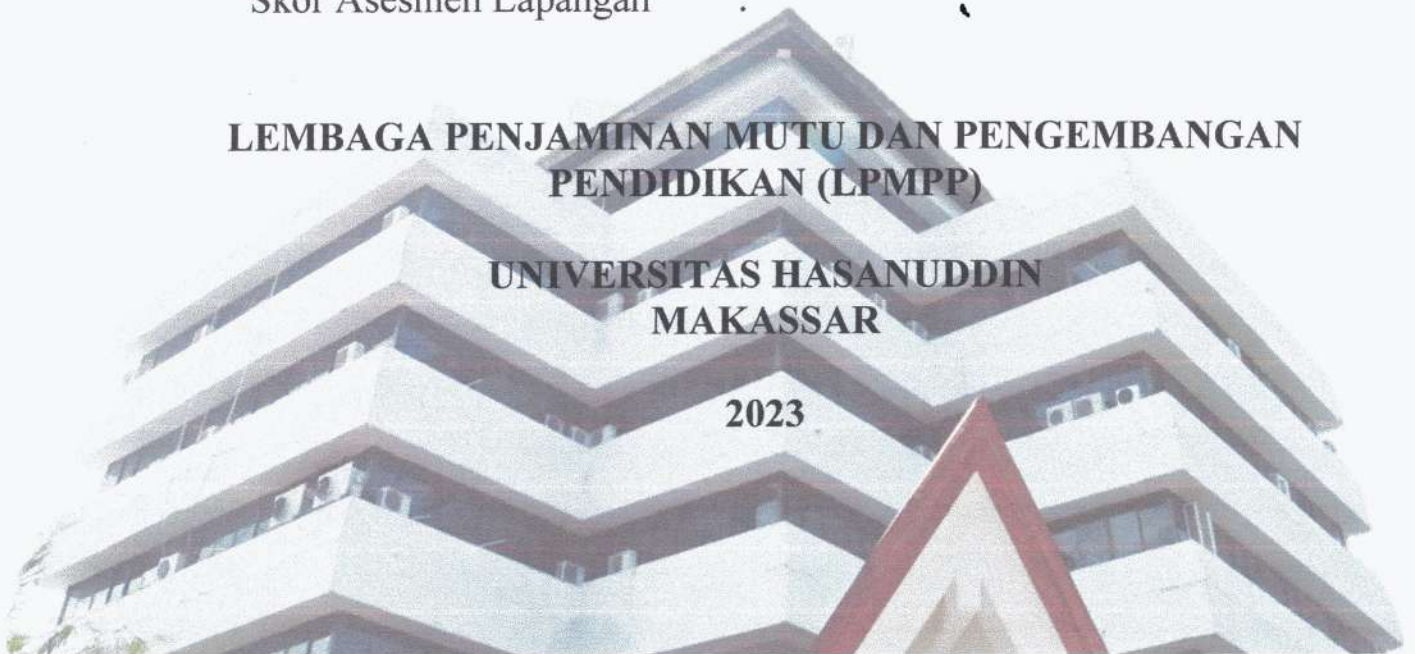 Skor Asesmen Lapangan :
LEMBAGA PENJAMINAN MUTU DAN PENGEMBANGAN
PENDIDIKAN (LPMPP)
UNIVERSITAS HASANUDDIN
MAKASSAR
2023